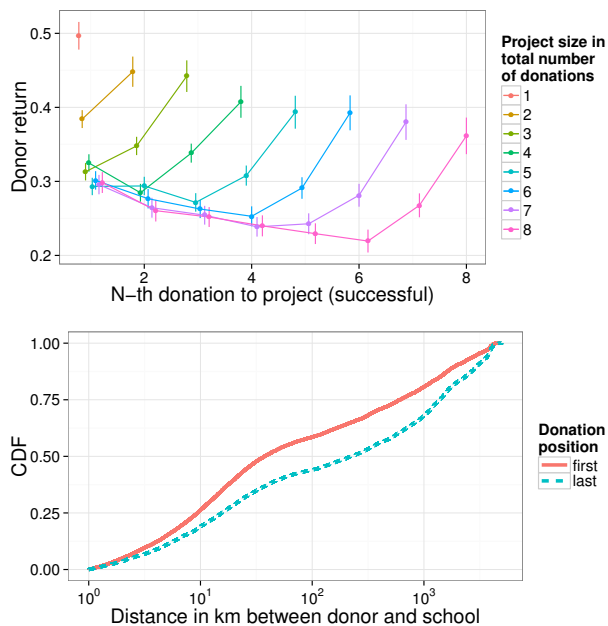 Donor return
0.5
0.4
0.3
0.2
2
4
6
8
N−th donation to project (successful)
Project size in
total number
of donations
1
2
3
4
5
6
7
8
CDF
1.00
0.75
0.50
0.25
0.00
10^0
10^1
10^2
10^3
Distance in km between donor and school
Donation
position
first
last